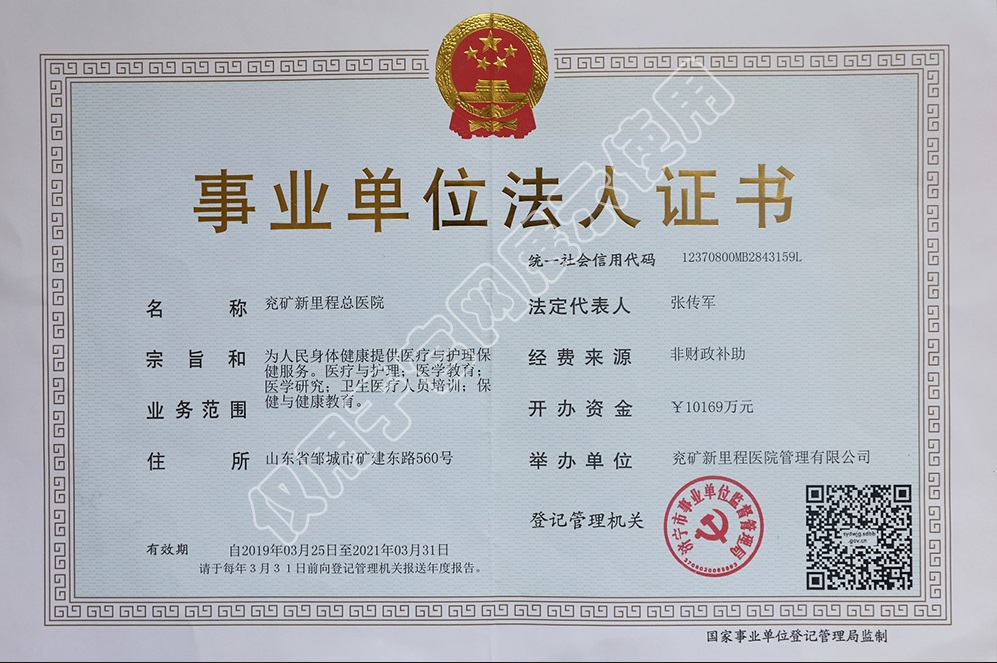 事业单位法人证书
统一社会信用代码 12370800MB2843159L
名称 兖矿新里程总医院
法定代表人 张传军
宗旨和
业务范围
为人民身体健康提供医疗与护理保
健服务。医疗与护理；医学教育；
医学研究；卫生医疗人员培训；保
健与健康教育。
经费来源 非财政补助
开办资金 ￥10169万元
住所 山东省邹城市矿建东路560号
举办单位 兖矿新里程医院管理有限公司
登记管理机关
济宁市事业单位监督管理局
sydwjg.sdbb
.gov.cn
有效期 自2019年03月25日至2021年03月31日
请于每年３月３１日前向登记管理机关报送年度报告。
国家事业单位登记管理局监制
仅用于官网展示使用